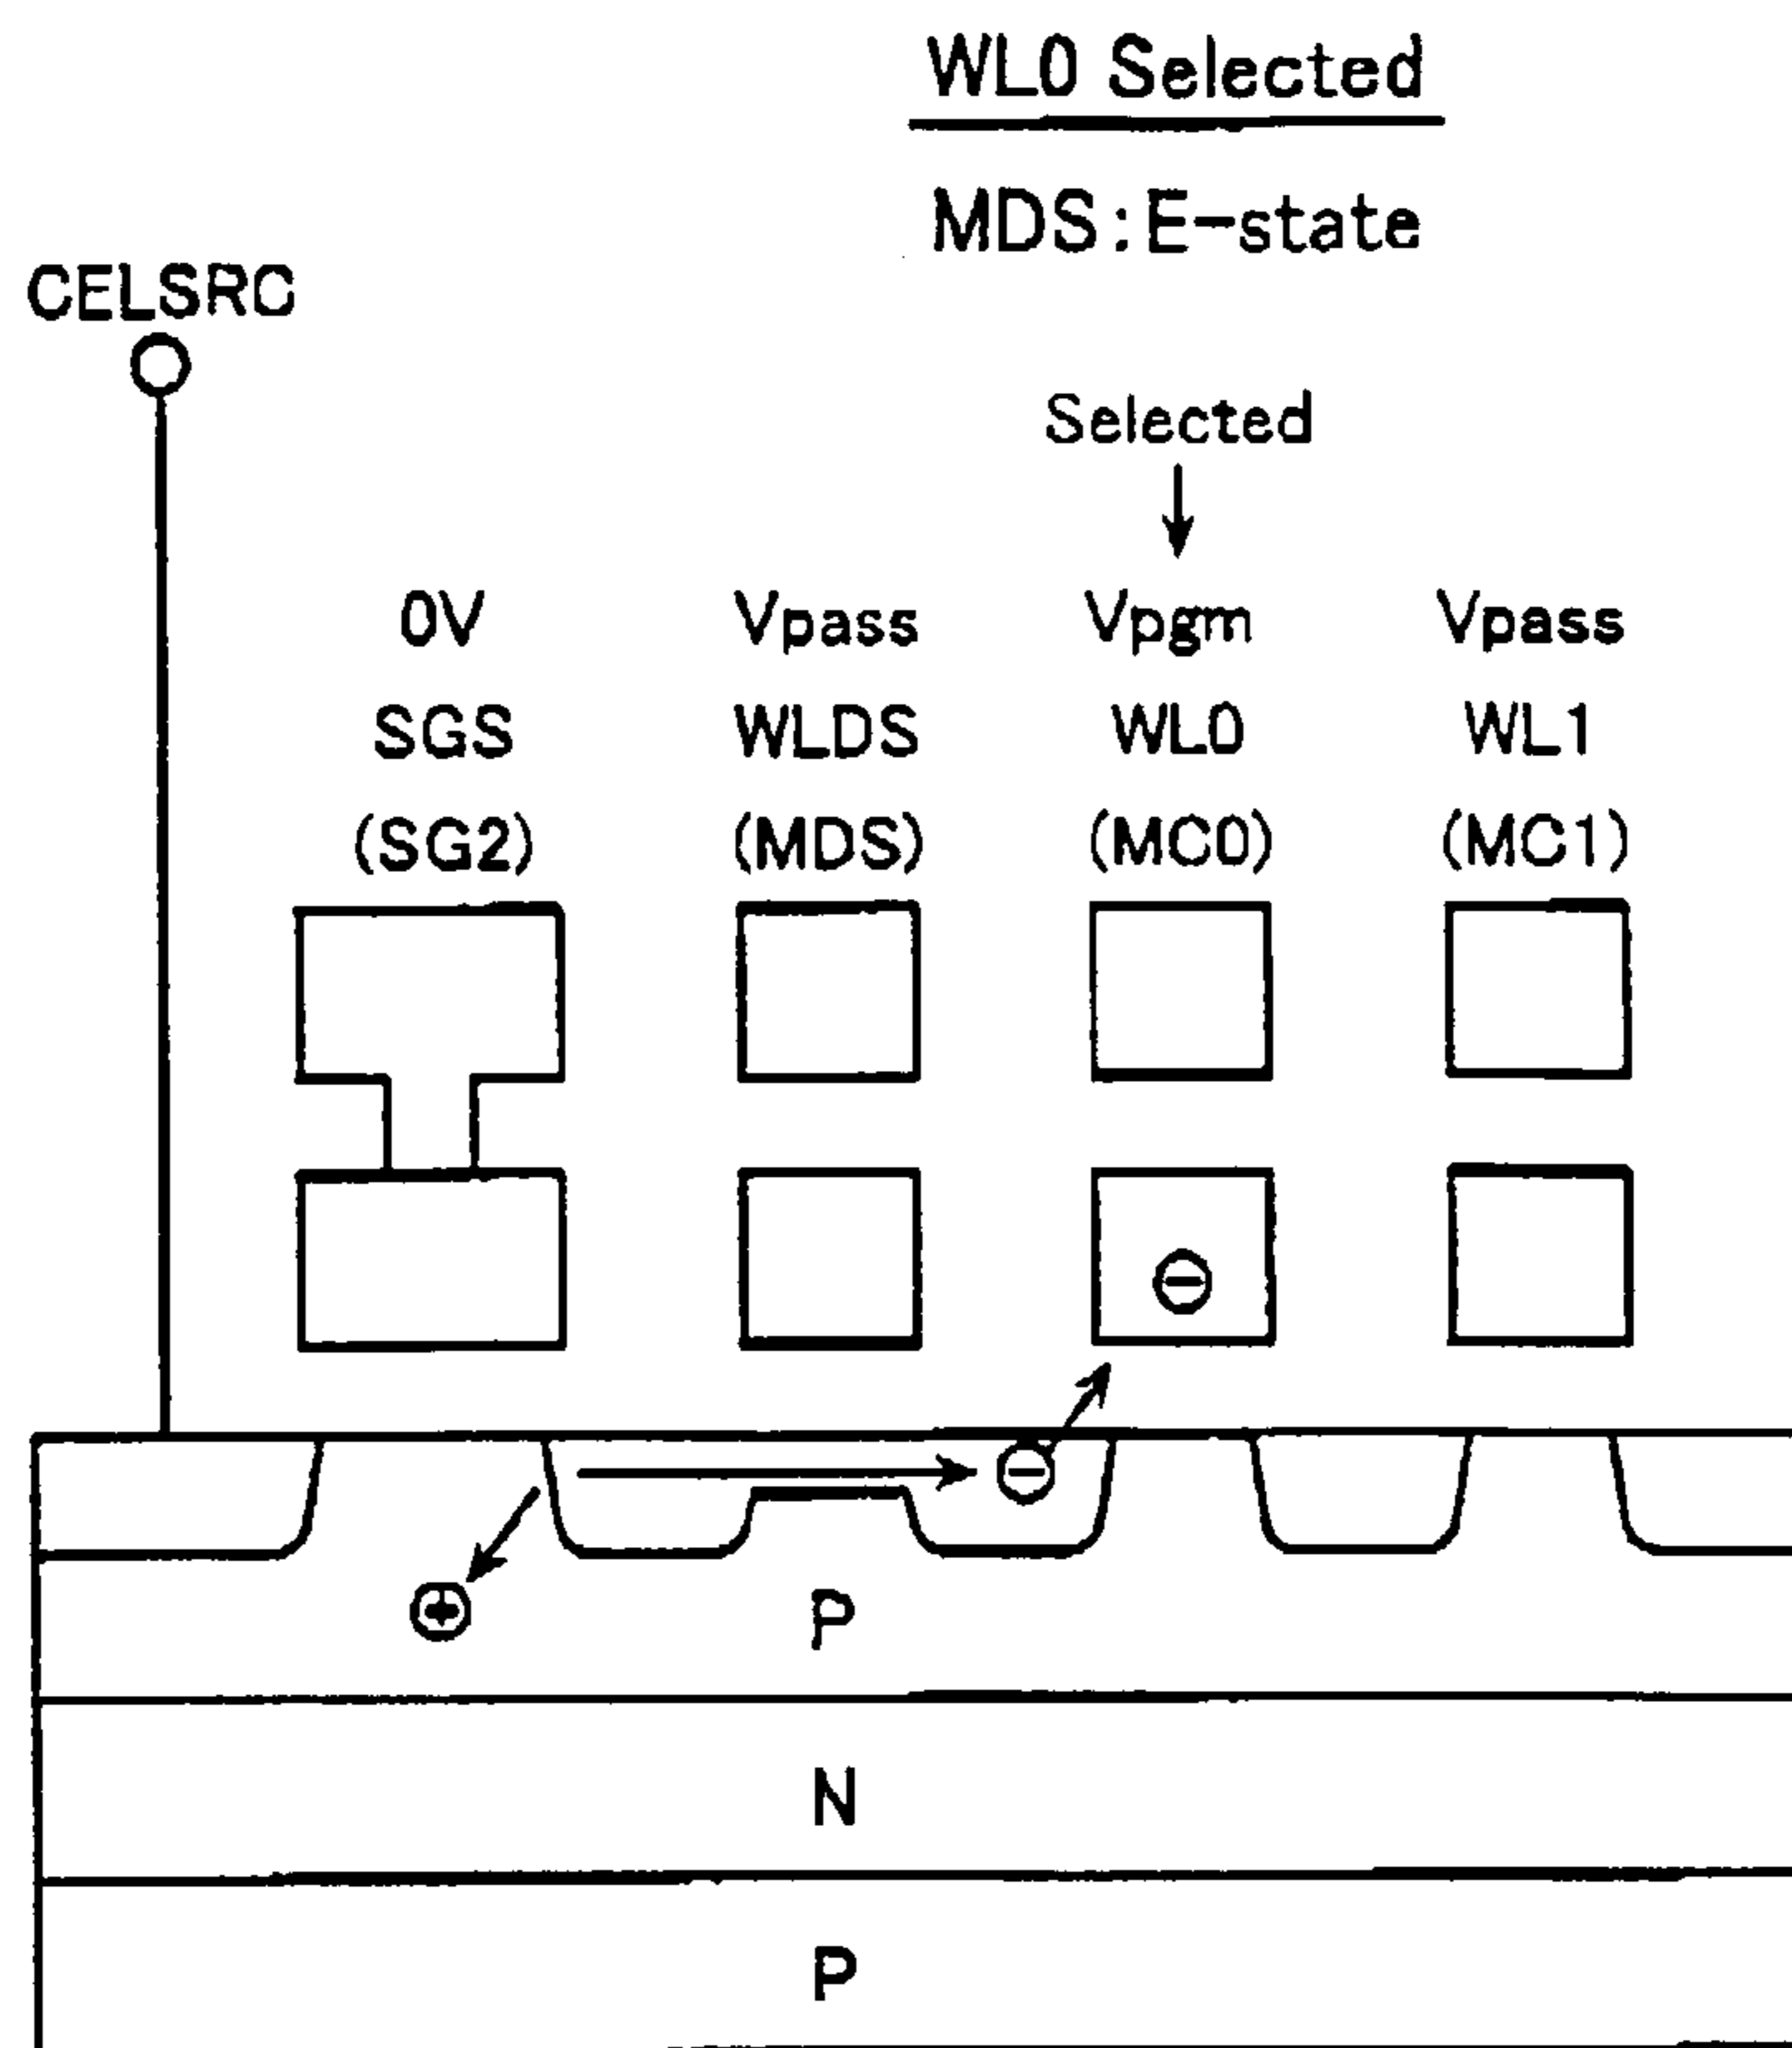 WL0 Selected
MDS:E-state
CELSRC
Selected
0V Vpass Vpgm Vpass
SGS WLDS WL0 WL1
(SG2) (MDS) (MC0) (MC1)
P
N
P